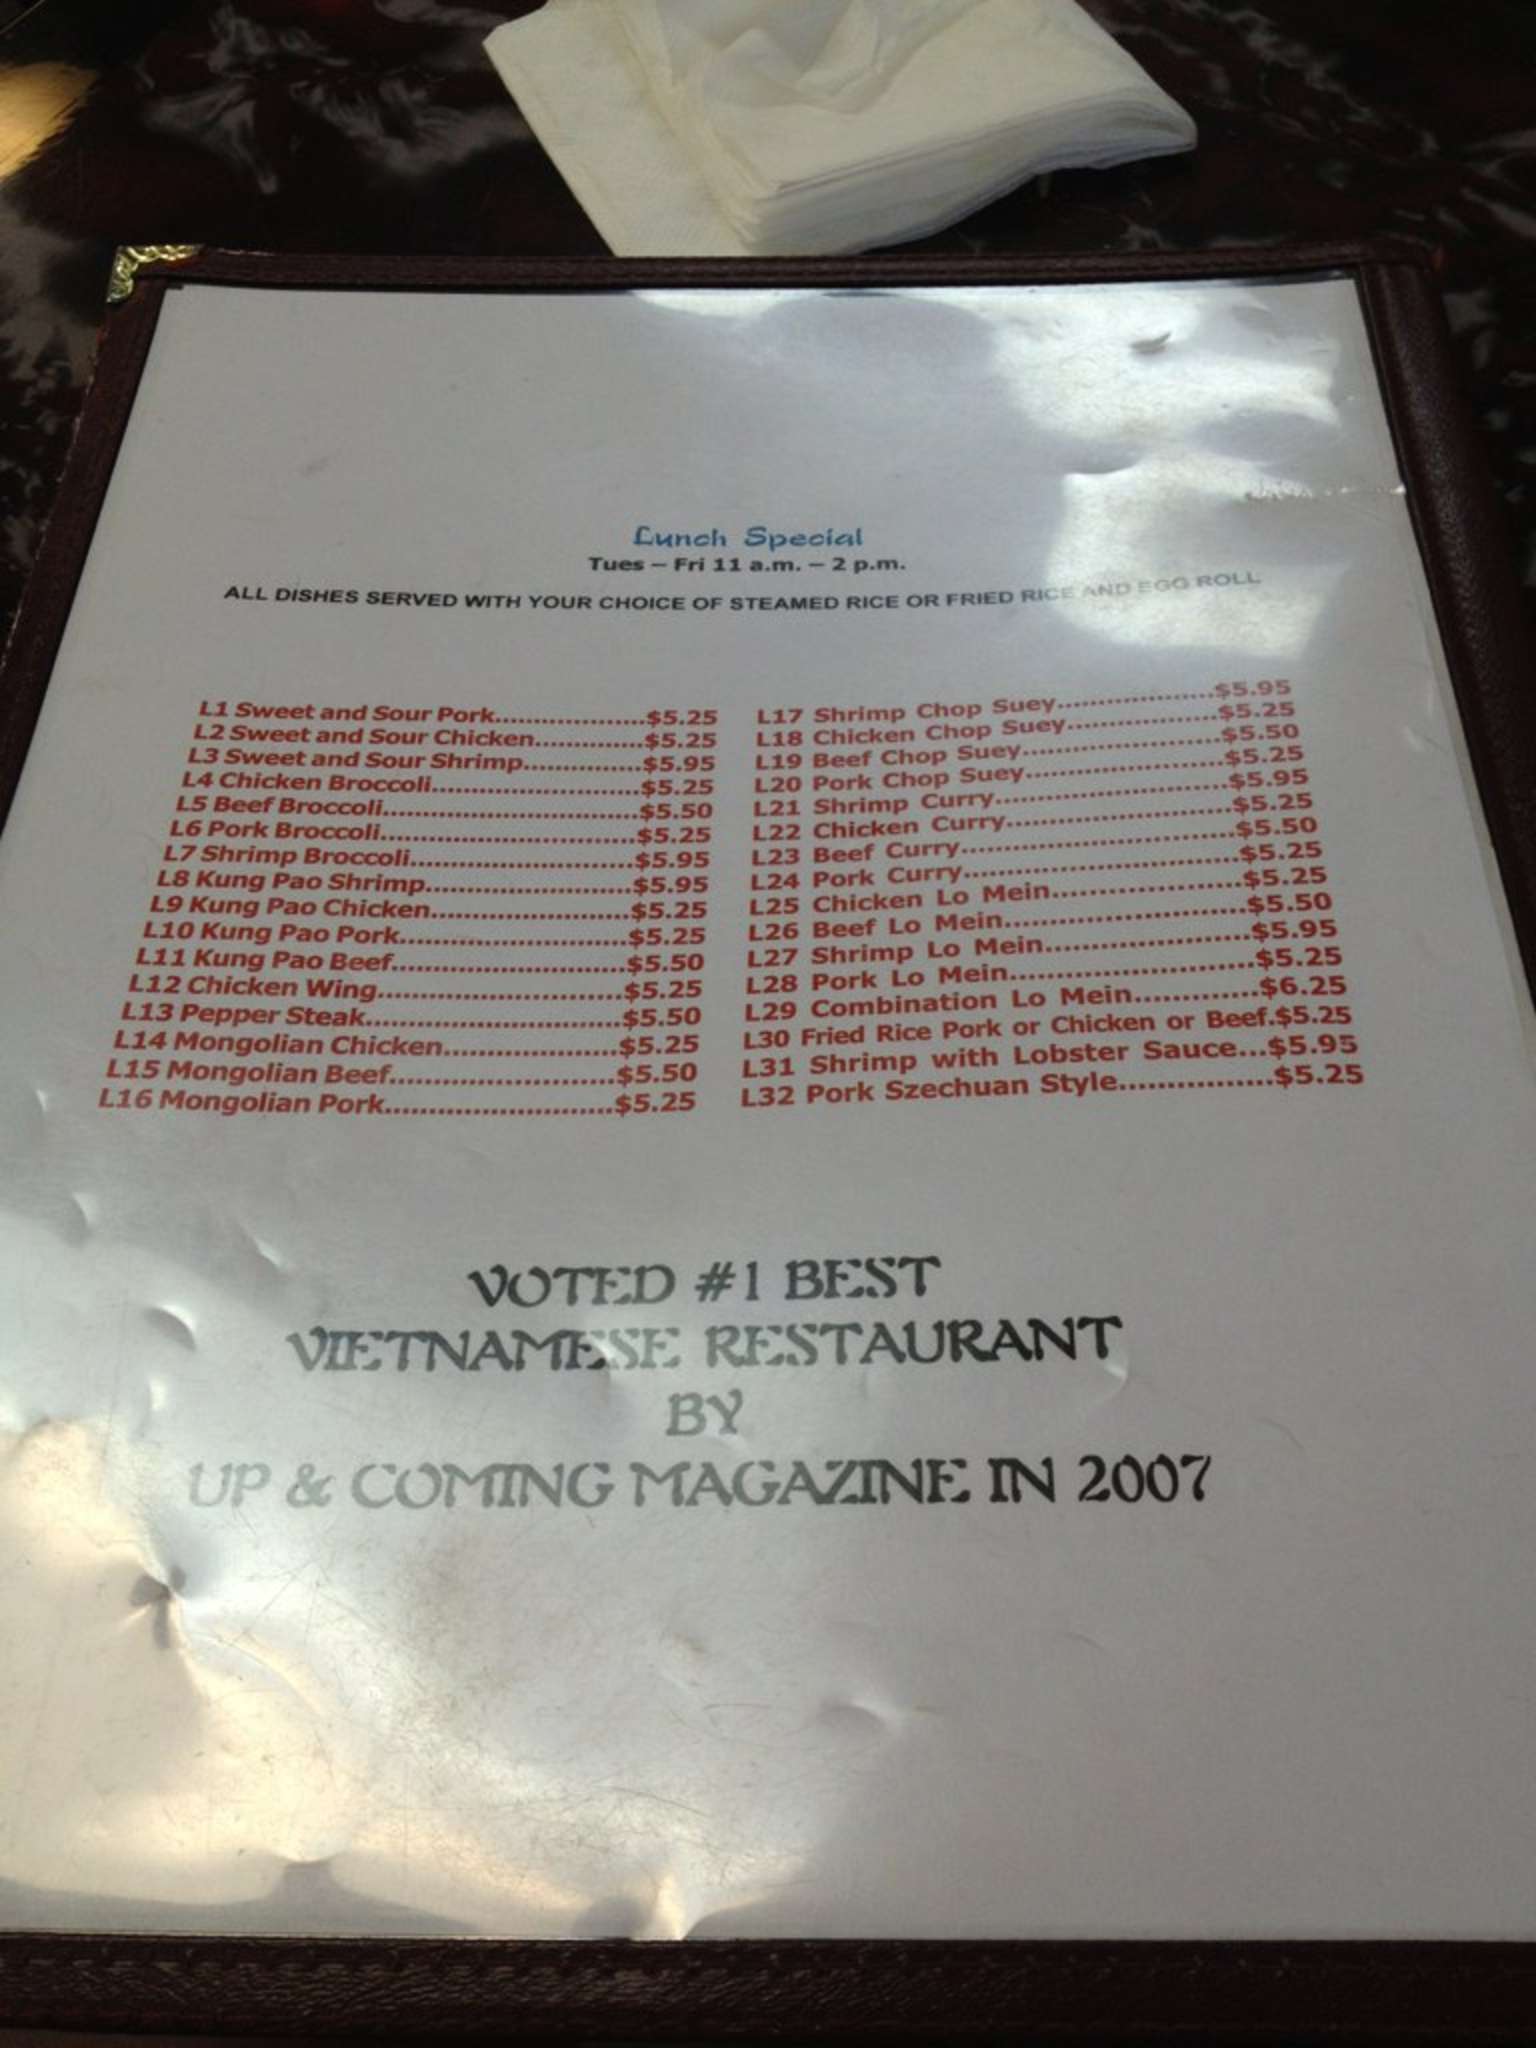 Lunch Special
Tues – Fri 11 a.m. – 2 p.m.
ALL DISHES SERVED WITH YOUR CHOICE OF STEAMED RICE OR FRIED RICE AND EGG ROLL
L1 Sweet and Sour Pork.....................$5.25
L2 Sweet and Sour Chicken...............$5.25
L3 Sweet and Sour Shrimp................$5.95
L4 Chicken Broccoli.............................$5.25
L5 Beef Broccoli...................................$5.50
L6 Pork Broccoli...................................$5.25
L7 Shrimp Broccoli..............................$5.95
L8 Kung Pao Shrimp...........................$5.95
L9 Kung Pao Chicken..........................$5.25
L10 Kung Pao Pork..............................$5.25
L11 Kung Pao Beef..............................$5.50
L12 Chicken Wing...............................$5.25
L13 Pepper Steak................................$5.50
L14 Mongolian Chicken......................$5.25
L15 Mongolian Beef............................$5.50
L16 Mongolian Pork............................$5.25
L17 Shrimp Chop Suey...................$5.95
L18 Chicken Chop Suey..................$5.25
L19 Beef Chop Suey........................$5.50
L20 Pork Chop Suey........................$5.25
L21 Shrimp Curry............................$5.95
L22 Chicken Curry...........................$5.25
L23 Beef Curry.................................$5.50
L24 Pork Curry.................................$5.25
L25 Chicken Lo Mein.......................$5.25
L26 Beef Lo Mein.............................$5.50
L27 Shrimp Lo Mein.........................$5.95
L28 Pork Lo Mein.............................$5.25
L29 Combination Lo Mein...............$6.25
L30 Fried Rice Pork or Chicken or Beef.$5.25
L31 Shrimp with Lobster Sauce...$5.95
L32 Pork Szechuan Style.................$5.25
VOTED #1 BEST
VIETNAMESE RESTAURANT
BY
UP & COMING MAGAZINE IN 2007